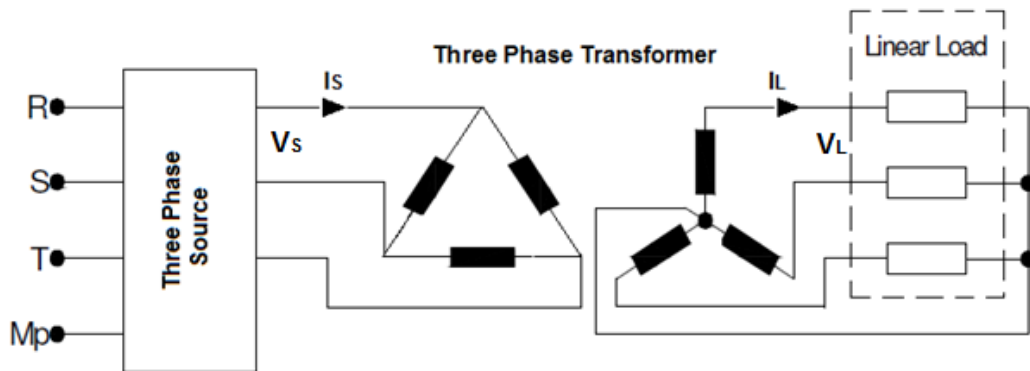 Three Phase Transformer
Linear Load
R
S
T
Mp
Three Phase
Source
IS
VS
IL
VL